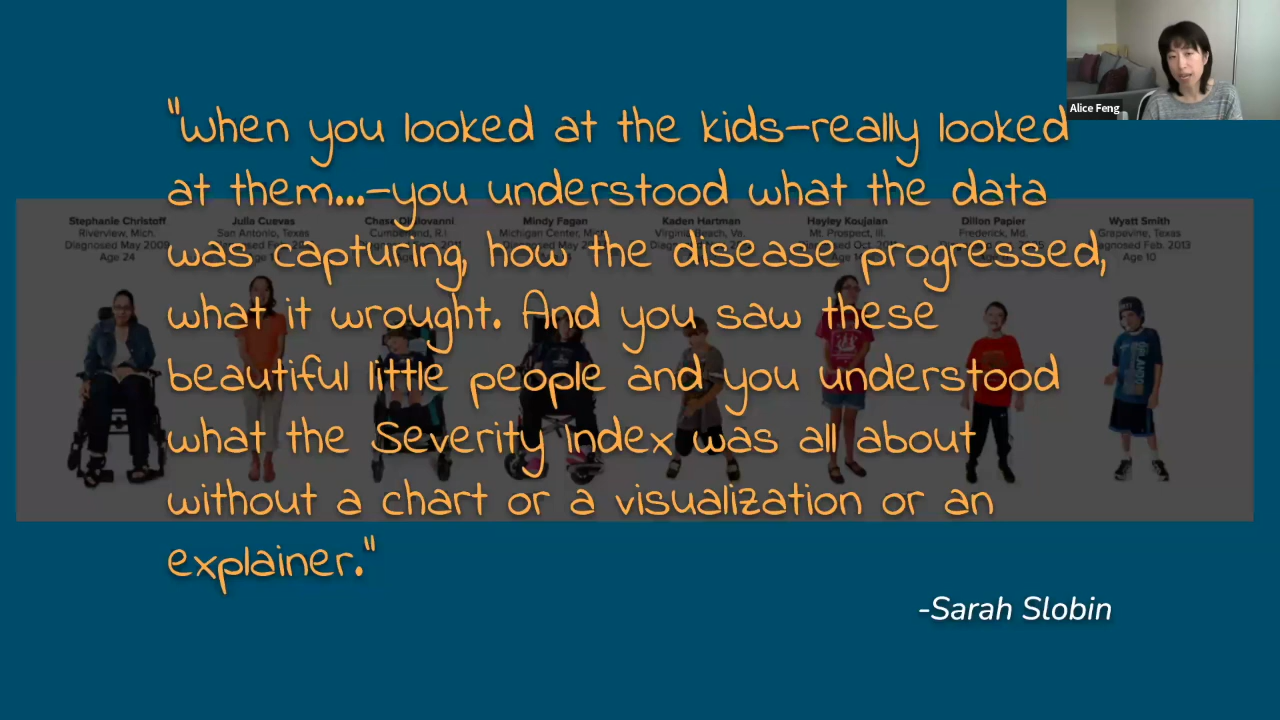 Alice Feng
"When you looked at the kids–really looked
at them...–you understood what the data
was capturing, how the disease progressed,
what it wrought. And you saw these
beautiful little people and you understood
what the Severity Index was all about
without a chart or a visualization or an
explainer."
-Sarah Slobin
Stephanie Christoff
Riverview, Mich.
Diagnosed May 2009
Age 24
Julia Cuevas
San Antonio, Texas
Mindy Fagan
Michigan Center,
Kaden Hartman
Virginia Beach, Va.
Hayley Koujaian
Mt. Prospect, Ill.
Dillon Papier
Frederick, Md.
Wyatt Smith
Grapevine, Texas
Diagnosed Feb. 2013
Age 10